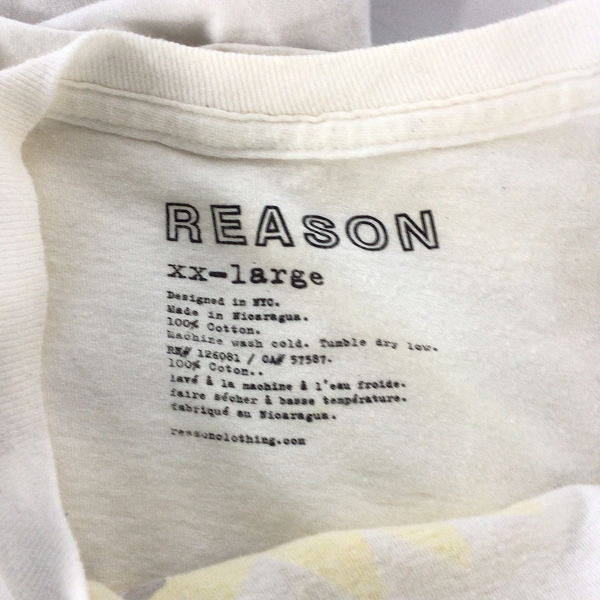 REASON
xx-large
Designed in NYC.
Made in Nicaragua.
100% Cotton.
Machine wash cold. Tumble dry low.
RN# 126081 / CA# 57587.
100% Coton..
lavé à la machine à l'eau froide.
faire sécher à basse température.
fabriqué au Nicaragua.
reasonclothing.com